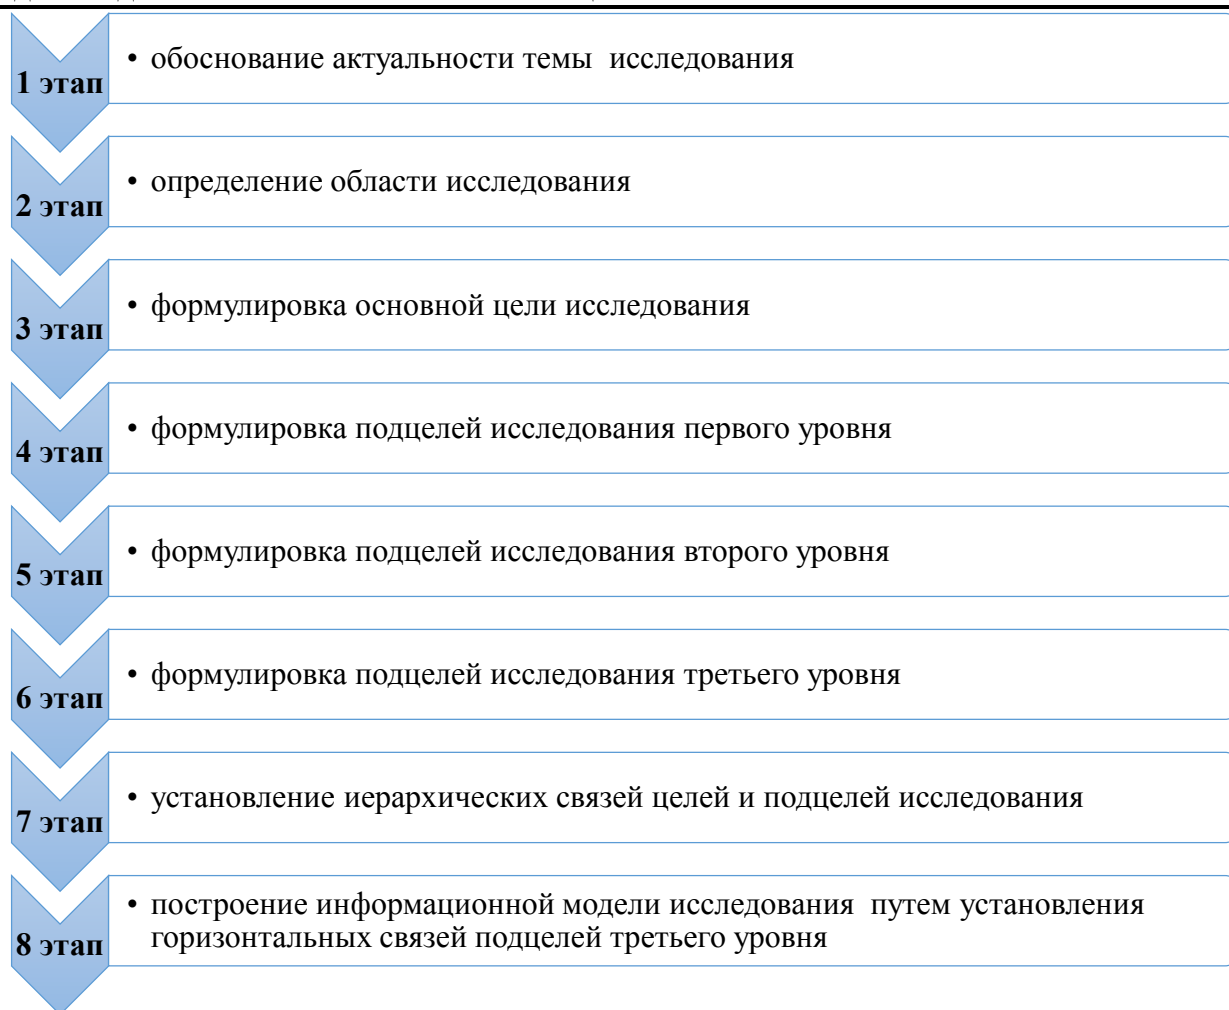 1 этап
• обоснование актуальности темы исследования
2 этап
• определение области исследования
3 этап
• формулировка основной цели исследования
4 этап
• формулировка подцелей исследования первого уровня
5 этап
• формулировка подцелей исследования второго уровня
6 этап
• формулировка подцелей исследования третьего уровня
7 этап
• установление иерархических связей целей и подцелей исследования
8 этап
• построение информационной модели исследования путем установления
горизонтальных связей подцелей третьего уровня